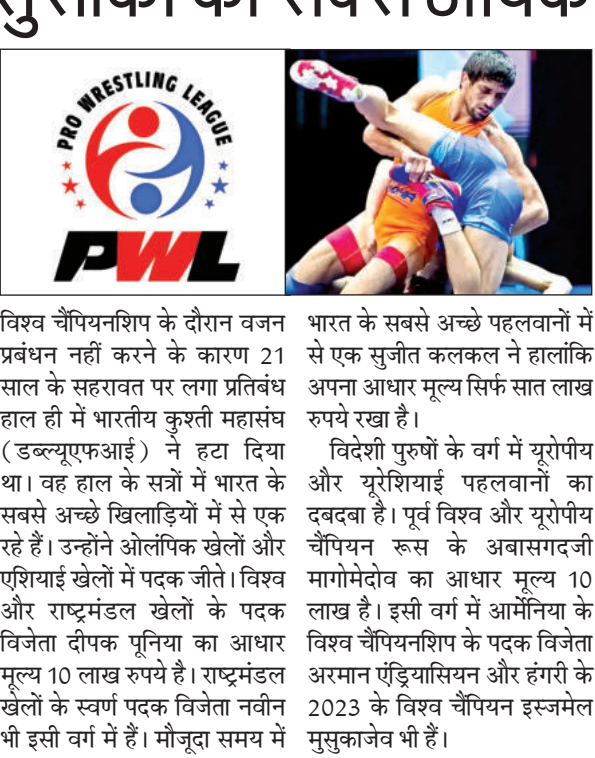 PRO WRESTLING LEAGUE
PWL
विश्व चैंपियनशिप के दौरान वजन
प्रबंधन नहीं करने के कारण 21
साल के सहरावत पर लगा प्रतिबंध
हाल ही में भारतीय कुश्ती महासंघ
(डब्ल्यूएफआई) ने हटा दिया
था। वह हाल के सत्रों में भारत के
सबसे अच्छे खिलाड़ियों में से एक
रहे हैं। उन्होंने ओलंपिक खेलों और
एशियाई खेलों में पदक जीते। विश्व
और राष्ट्रमंडल खेलों के पदक
विजेता दीपक पूनिया का आधार
मूल्य 10 लाख रुपये है। राष्ट्रमंडल
खेलों के स्वर्ण पदक विजेता नवीन
भी इसी वर्ग में हैं। मौजूदा समय में
भारत के सबसे अच्छे पहलवानों में
से एक सुजीत कलकल ने हालांकि
अपना आधार मूल्य सिर्फ सात लाख
रुपये रखा है।
विदेशी पुरुषों के वर्ग में यूरोपीय
और यूरेशियाई पहलवानों का
दबदबा है। पूर्व विश्व और यूरोपीय
चैंपियन रूस के अबासगदजी
मागोमेदोव का आधार मूल्य 10
लाख है। इसी वर्ग में आर्मेनिया के
विश्व चैंपियनशिप के पदक विजेता
अरमान एंड्रियासियन और हंगरी के
2023 के विश्व चैंपियन इस्जमेल
मुसुकाजेव भी हैं।